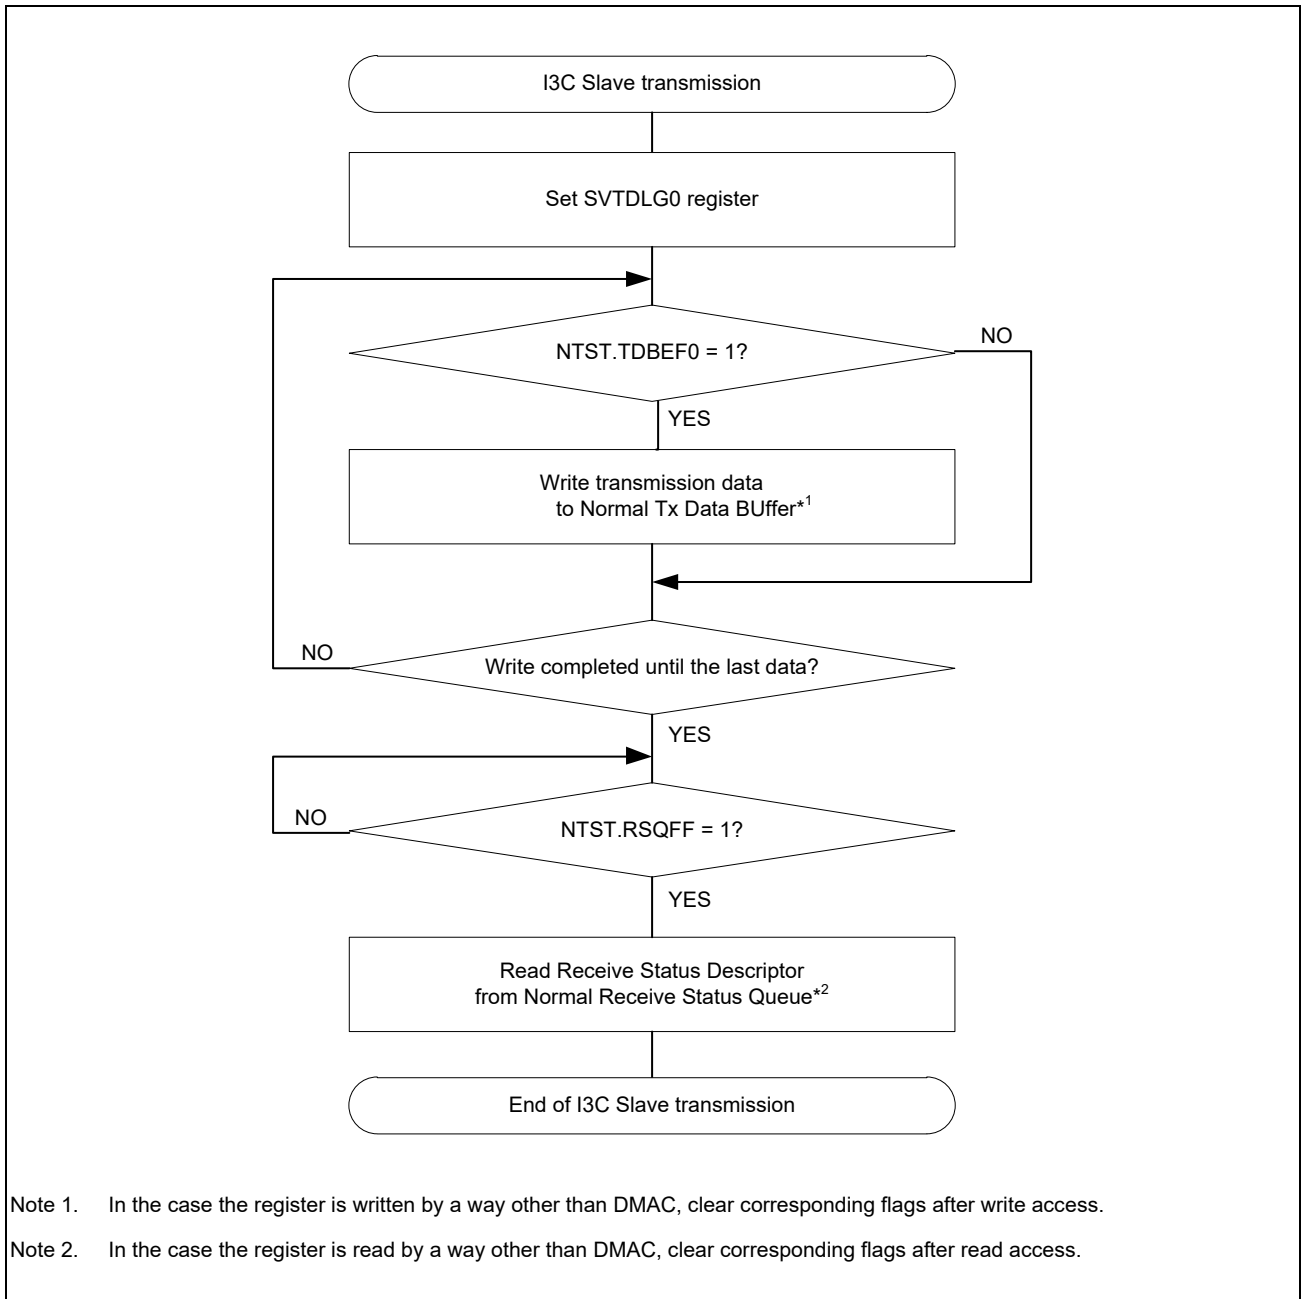 I3C Slave transmission
Set SVTDLG0 register
NTST.TDBEF0 = 1?
NO
YES
Write transmission data
to Normal Tx Data BUffer*1
NO
Write completed until the last data?
YES
NO
NTST.RSQFF = 1?
YES
Read Receive Status Descriptor
from Normal Receive Status Queue*2
End of I3C Slave transmission
Note 1. In the case the register is written by a way other than DMAC, clear corresponding flags after write access.
Note 2. In the case the register is read by a way other than DMAC, clear corresponding flags after read access.